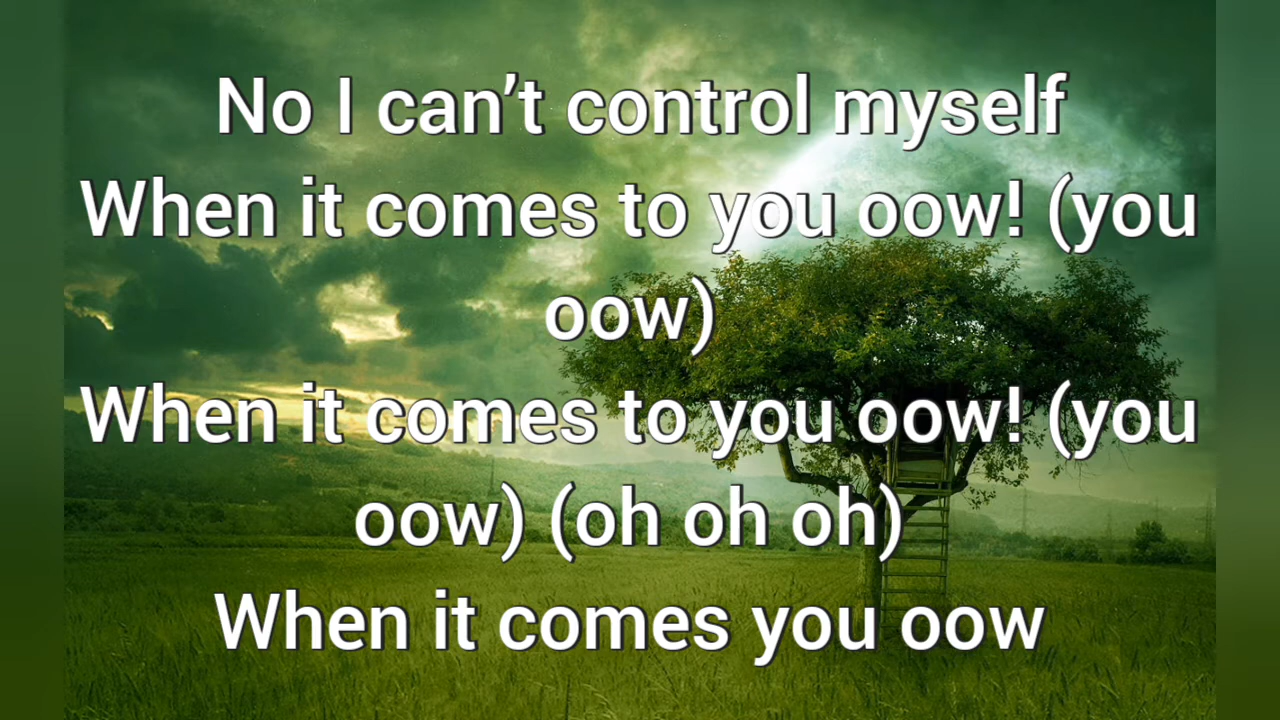 No I can’t control myself
When it comes to you oow! (you
oow)
When it comes to you oow! (you
oow) (oh oh oh)
When it comes you oow